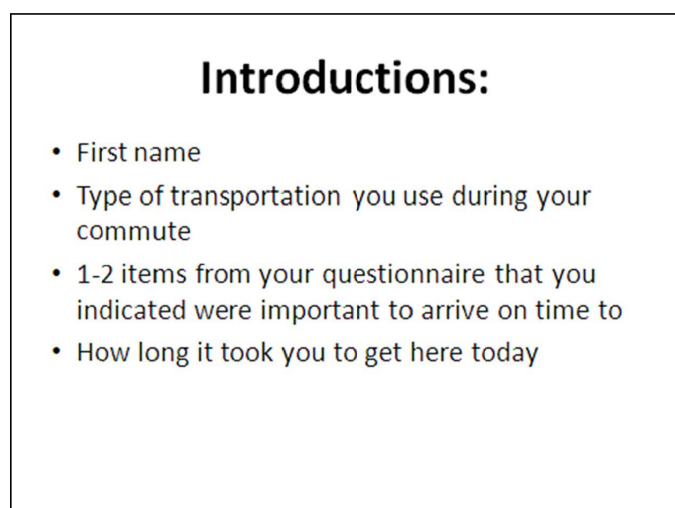 Introductions:
• First name
• Type of transportation you use during your
commute
• 1-2 items from your questionnaire that you
indicated were important to arrive on time to
• How long it took you to get here today